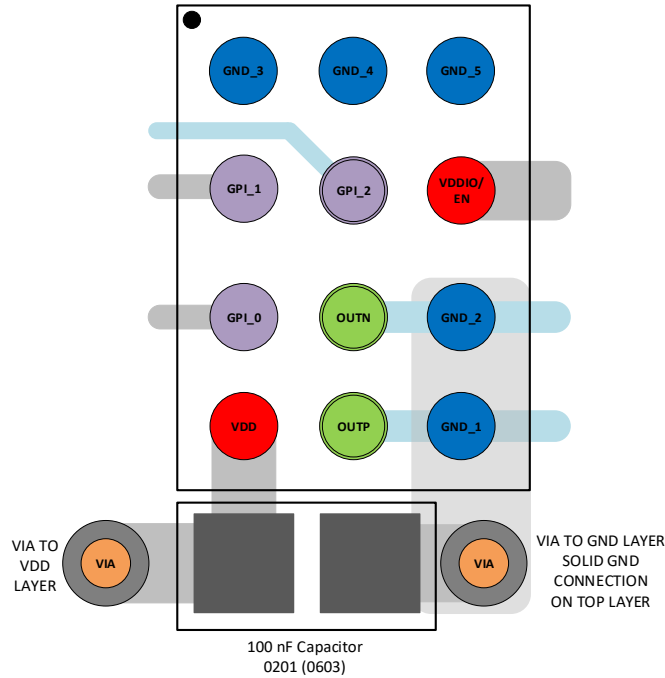 GND_3
GND_4
GND_5
GPI_1
GPI_2
VDDIO/
EN
GPI_0
OUTN
GND_2
VDD
OUTP
GND_1
VIA TO
VDD
LAYER
VIA
VIA
VIA TO GND LAYER
SOLID GND
CONNECTION
ON TOP LAYER
100 nF Capacitor
0201 (0603)